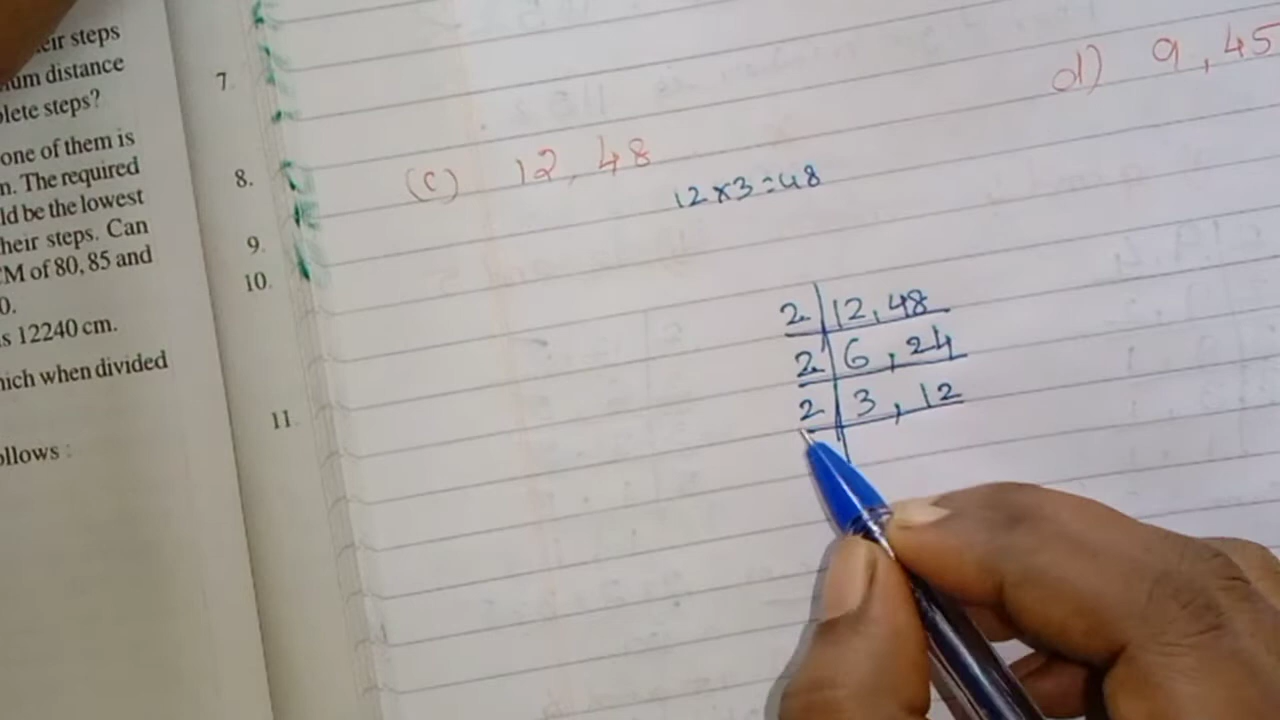 eir steps
um distance
plete steps?
one of them is
n. The required
ld be the lowest
heir steps. Can
CM of 80, 85 and
0.
s 12240 cm.
hich when divided
ollows :
7.
8.
9.
10.
11.
d) 9, 45
(c) 12, 48
12×3=48
2 12, 48
2 6, 24
2 3, 12